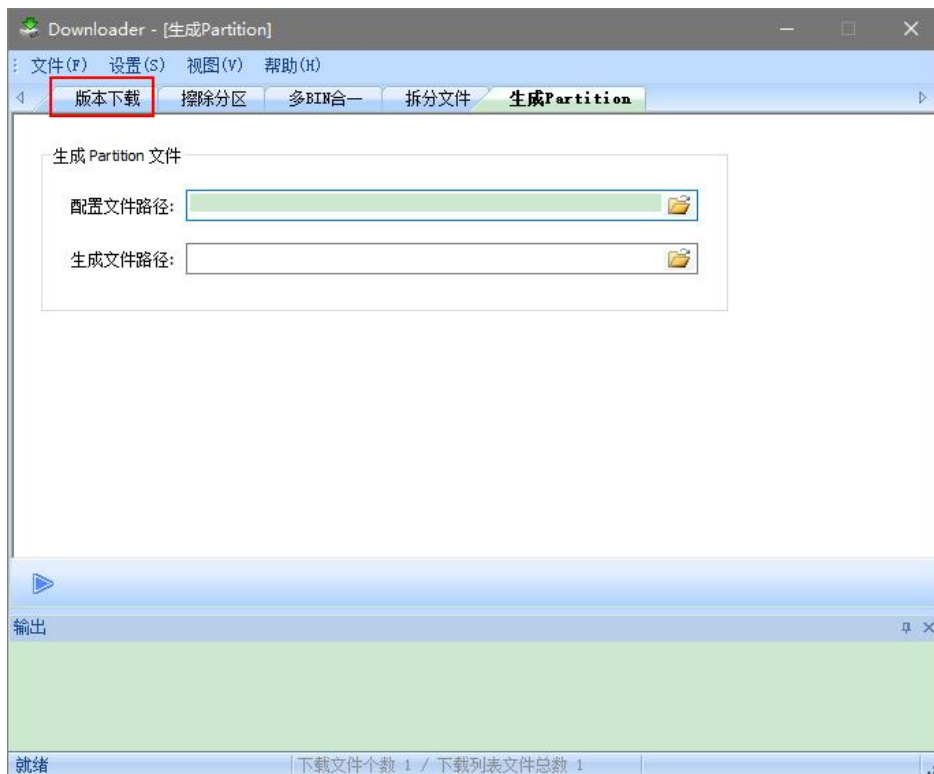 Downloader - [生成Partition]
文件(F) 设置(S) 视图(V) 帮助(H)
版本下载 擦除分区 多BIN合一 拆分文件 生成Partition
生成 Partition 文件
配置文件路径:
生成文件路径:
输出
就绪 下载文件个数 1 / 下载列表文件总数 1